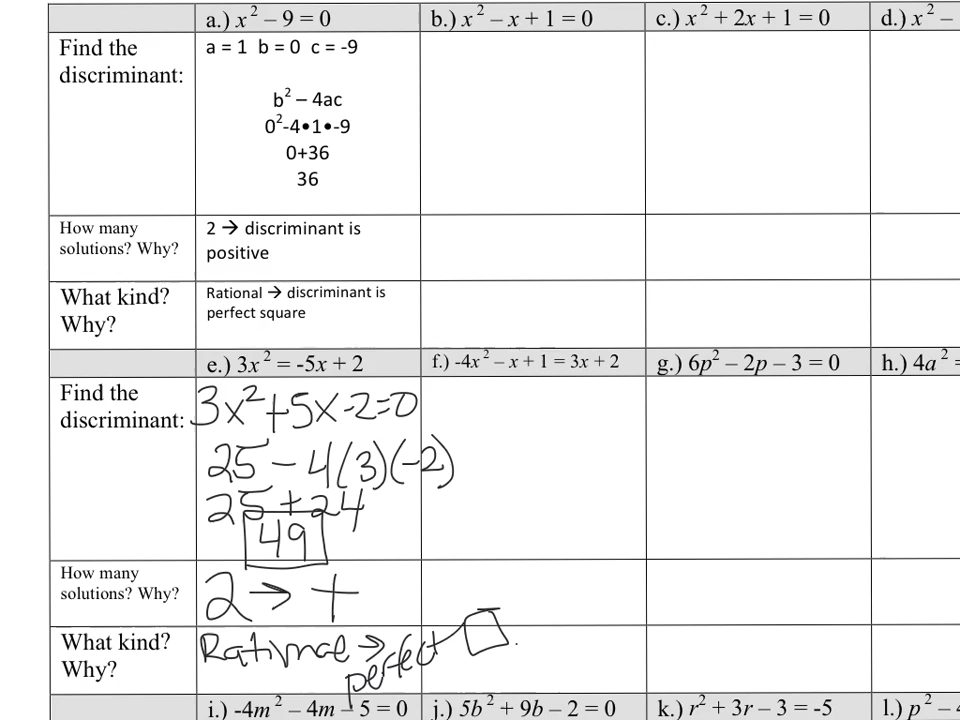 a.) x² – 9 = 0 b.) x² – x + 1 = 0 c.) x² + 2x + 1 = 0 d.) x² –
Find the discriminant:
a = 1 b = 0 c = -9
b² – 4ac
0²-4•1•-9
0+36
36
How many
solutions? Why?
2 → discriminant is
positive
What kind?
Why?
Rational → discriminant is
perfect square
e.) 3x² = -5x + 2 f.) -4x² – x + 1 = 3x + 2 g.) 6p² – 2p – 3 = 0 h.) 4a² =
Find the
discriminant:
3x²+5x-2=0
25 - 4(3)(-2)
25 + 24
49
How many
solutions? Why?
2 → +
What kind?
Why?
Rational →
perfect □.
i.) -4m² – 4m – 5 = 0 j.) 5b² + 9b – 2 = 0 k.) r² + 3r – 3 = -5 l.) p² – 4